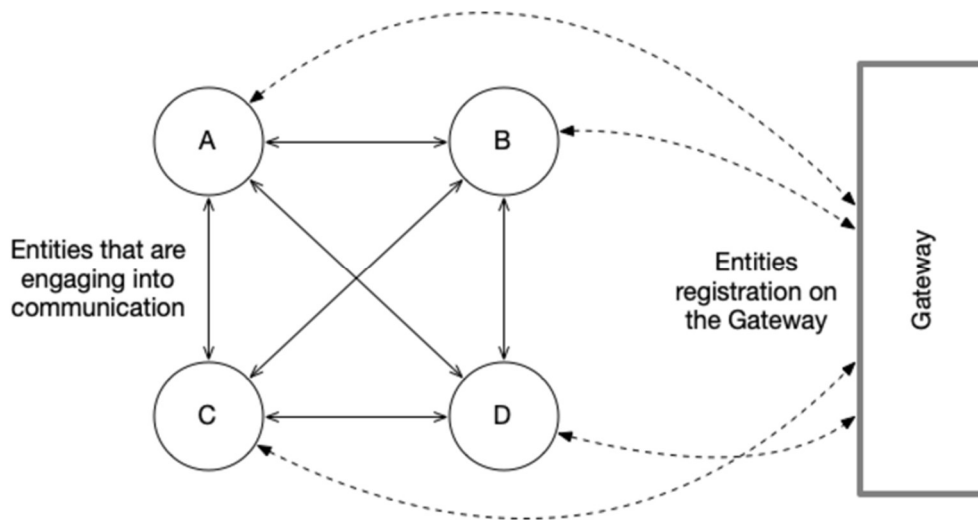 A
B
Entities that are
engaging into
communication
Entities
registration on
the Gateway
Gateway
C
D